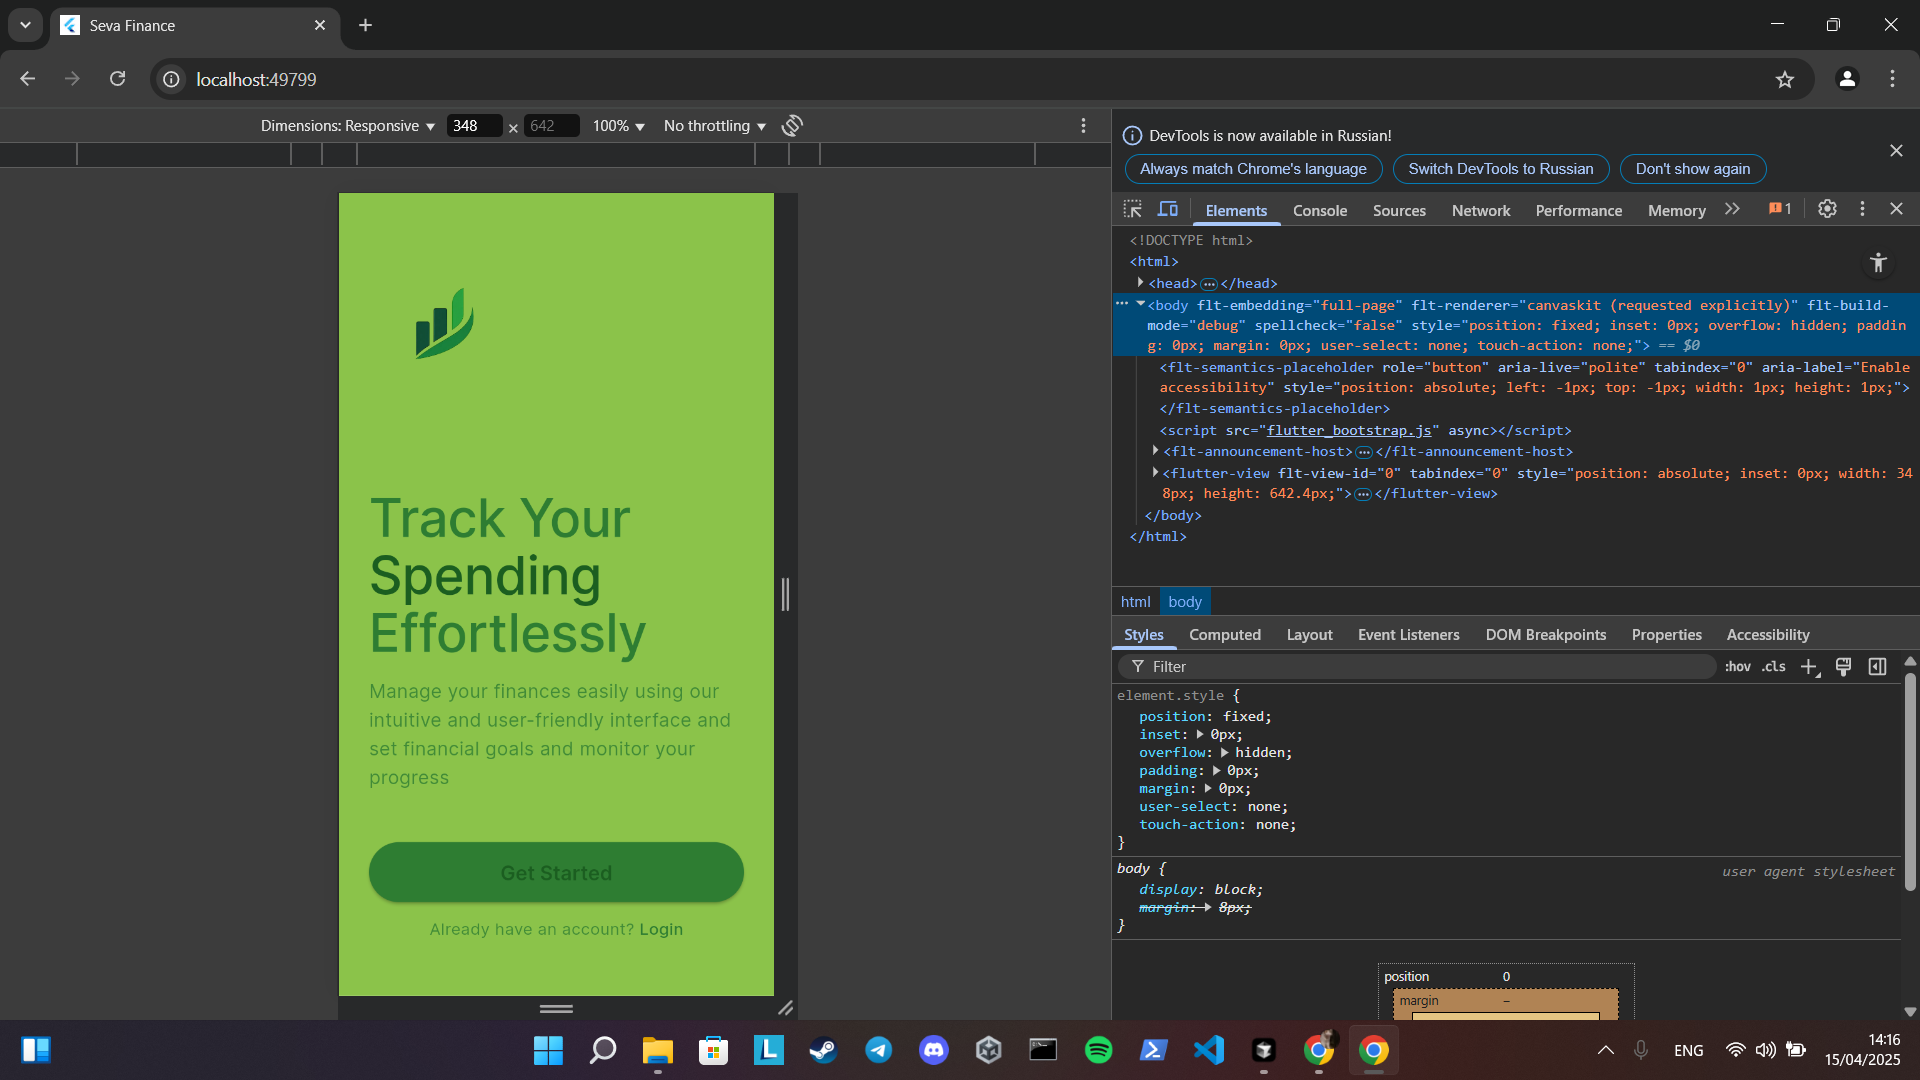 Seva Finance
localhost:49799
Dimensions: Responsive 348 × 642 100% No throttling
DevTools is now available in Russian!
Always match Chrome's language Switch DevTools to Russian Don't show again
Elements Console Sources Network Performance Memory 1
<!DOCTYPE html>
<html>
<head> ••• </head>
••• <body flt-embedding="full-page" flt-renderer="canvaskit (requested explicitly)" flt-build-
mode="debug" spellcheck="false" style="position: fixed; inset: 0px; overflow: hidden; paddin
g: 0px; margin: 0px; user-select: none; touch-action: none;"> == $0
<flt-semantics-placeholder role="button" aria-live="polite" tabindex="0" aria-label="Enable
accessibility" style="position: absolute; left: -1px; top: -1px; width: 1px; height: 1px;">
</flt-semantics-placeholder>
<script src="flutter_bootstrap.js" async></script>
<flt-announcement-host> ••• </flt-announcement-host>
<flutter-view flt-view-id="0" tabindex="0" style="position: absolute; inset: 0px; width: 34
8px; height: 642.4px;"> ••• </flutter-view>
</body>
</html>
html body
Styles Computed Layout Event Listeners DOM Breakpoints Properties Accessibility
Filter :hov .cls
element.style {
position: fixed;
inset: 0px;
overflow: hidden;
padding: 0px;
margin: 0px;
user-select: none;
touch-action: none;
}
body { user agent stylesheet
display: block;
margin: 8px;
}
position 0
margin –
Track Your
Spending
Effortlessly
Manage your finances easily using our
intuitive and user-friendly interface and
set financial goals and monitor your
progress
Get Started
Already have an account? Login
L
ENG
14:16
15/04/2025